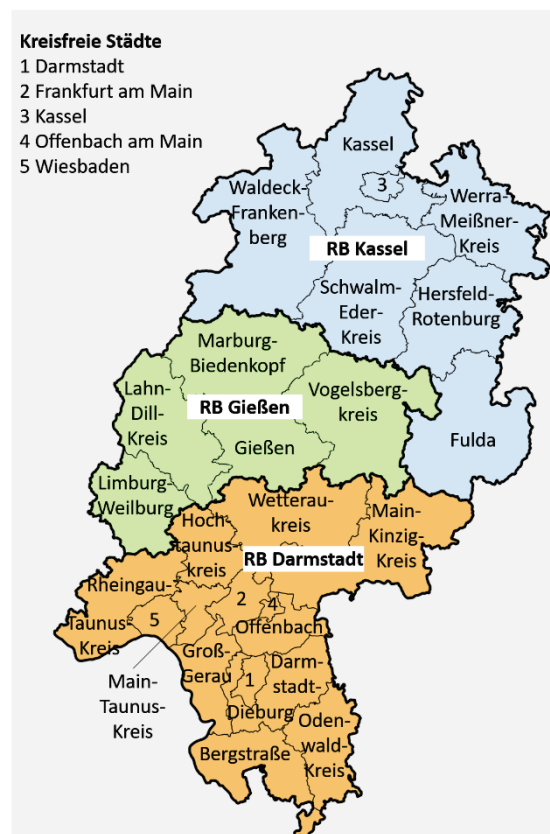 Kreisfreie Städte
1 Darmstadt
2 Frankfurt am Main
3 Kassel
4 Offenbach am Main
5 Wiesbaden
Kassel
3
Waldeck-
Frankenberg
Werra-
Meißner-
Kreis
RB Kassel
Schwalm-
Eder-
Kreis
Hersfeld-
Rotenburg
Marburg-
Biedenkopf
Lahn-
Dill-
Kreis
Vogelsberg-
kreis
RB Gießen
Gießen
Fulda
Limburg-
Weilburg
Wetterau-
kreis
Main-
Kinzig-
Kreis
Hoch-
taunus-
kreis
RB Darmstadt
Rheingau-
Taunus-
Kreis
5
2
4
Offenbach
Groß-
Gerau
Main-
Taunus-
Kreis
1
Darm-
stadt-
Dieburg
Oden-
wald-
Kreis
Bergstraße